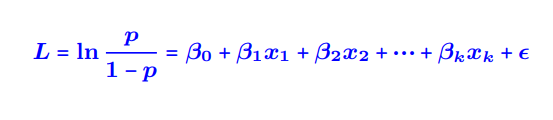 L = ln p/(1 − p) = β₀ + β₁x₁ + β₂x₂ + ⋯ + βₖxₖ + ϵ